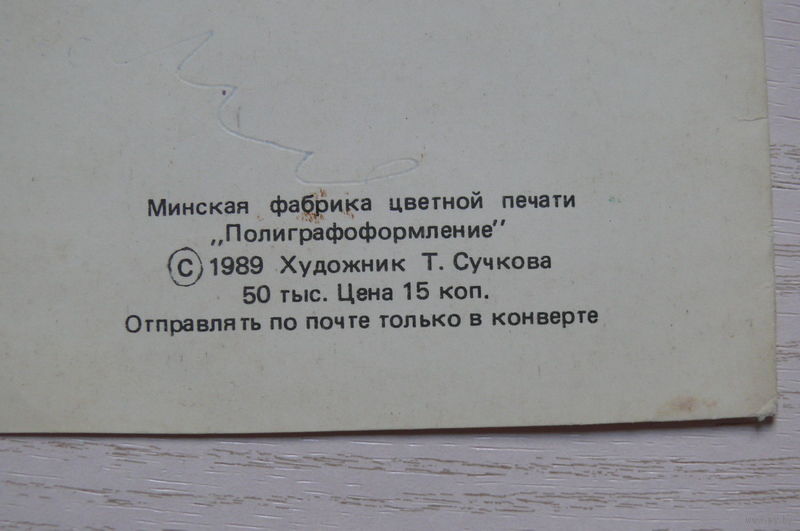 Минская фабрика цветной печати
„Полиграфоформление"
© 1989 Художник Т. Сучкова
50 тыс. Цена 15 коп.
Отправлять по почте только в конверте